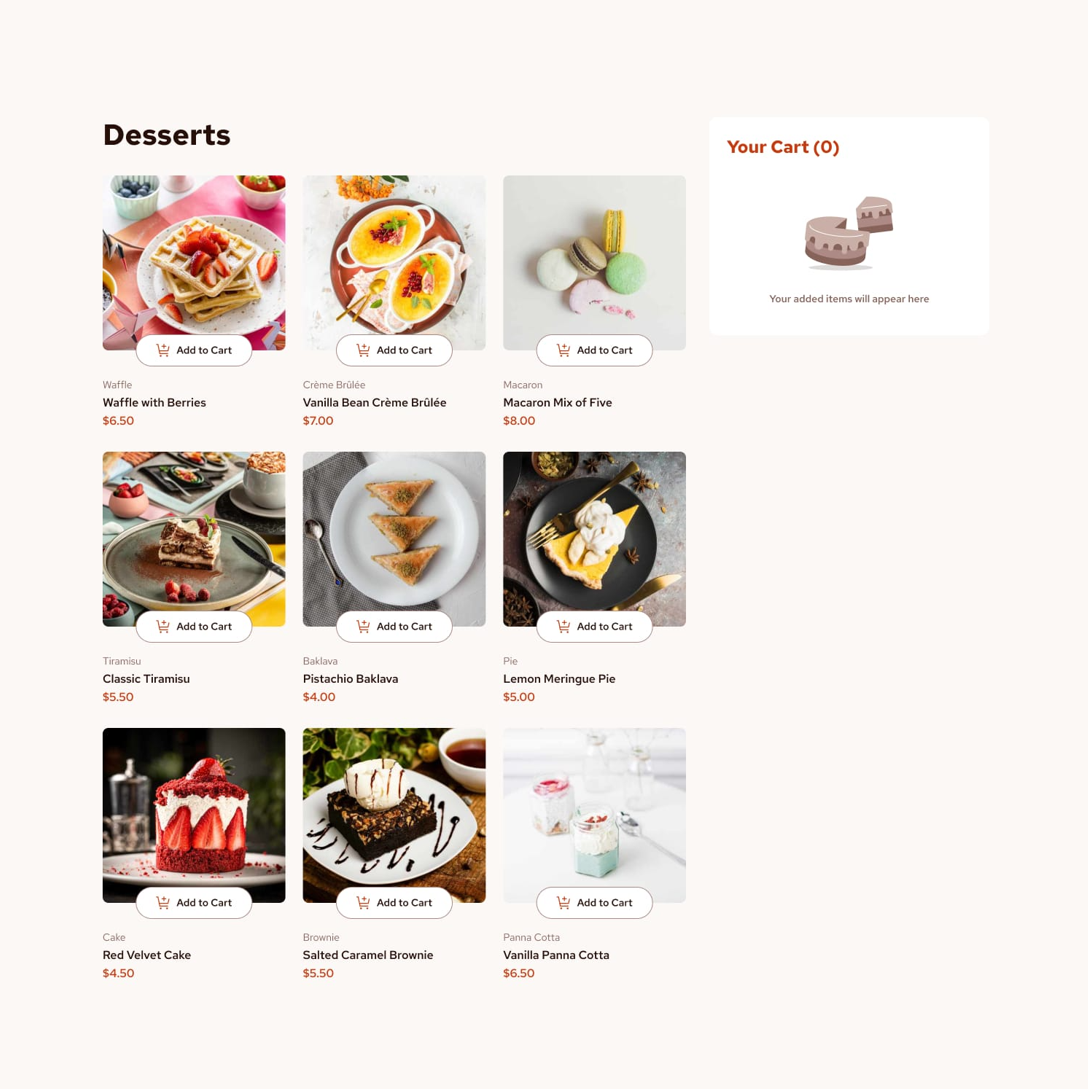 Desserts
Your Cart (0)
Your added items will appear here
Add to Cart
Waffle
Waffle with Berries
$6.50
Add to Cart
Crème Brûlée
Vanilla Bean Crème Brûlée
$7.00
Add to Cart
Macaron
Macaron Mix of Five
$8.00
Add to Cart
Tiramisu
Classic Tiramisu
$5.50
Add to Cart
Baklava
Pistachio Baklava
$4.00
Add to Cart
Pie
Lemon Meringue Pie
$5.00
Add to Cart
Cake
Red Velvet Cake
$4.50
Add to Cart
Brownie
Salted Caramel Brownie
$5.50
Add to Cart
Panna Cotta
Vanilla Panna Cotta
$6.50